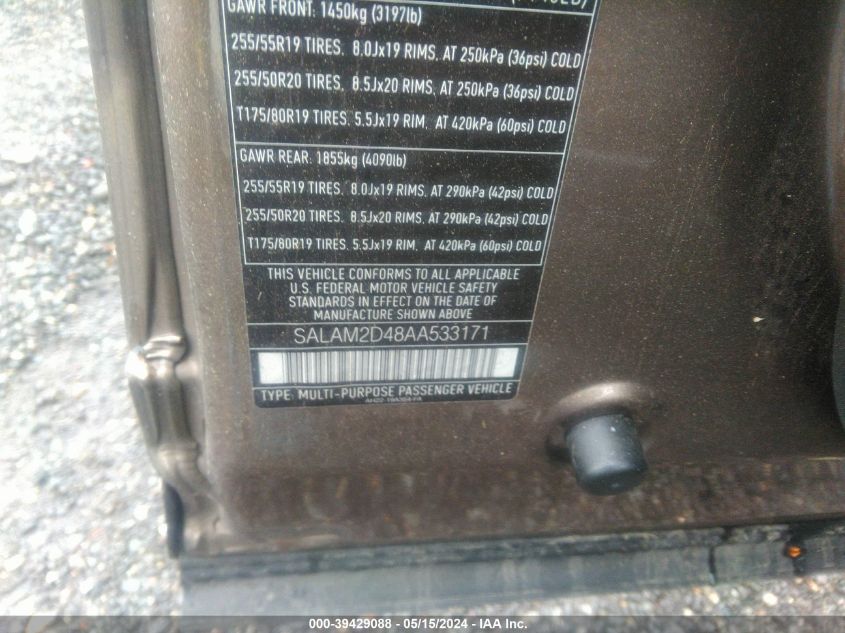 GAWR FRONT: 1450kg (3197lb)
255/55R19 TIRES, 8.0Jx19 RIMS, AT 250kPa (36psi) COLD
255/50R20 TIRES, 8.5Jx20 RIMS, AT 250kPa (36psi) COLD
T175/80R19 TIRES. 5.5Jx19 RIM, AT 420kPa (60psi) COLD
GAWR REAR: 1855kg (4090lb)
255/55R19 TIRES, 8.0Jx19 RIMS, AT 290kPa (42psi) COLD
255/50R20 TIRES, 8.5Jx20 RIMS, AT 290kPa (42psi) COLD
T175/80R19 TIRES. 5.5Jx19 RIM, AT 420kPa (60psi) COLD
THIS VEHICLE CONFORMS TO ALL APPLICABLE
U.S. FEDERAL MOTOR VEHICLE SAFETY
STANDARDS IN EFFECT ON THE DATE OF
MANUFACTURE SHOWN ABOVE
SALAM2D48AA533171
TYPE: MULTI-PURPOSE PASSENGER VEHICLE
000-39429088 - 05/15/2024 - IAA Inc.